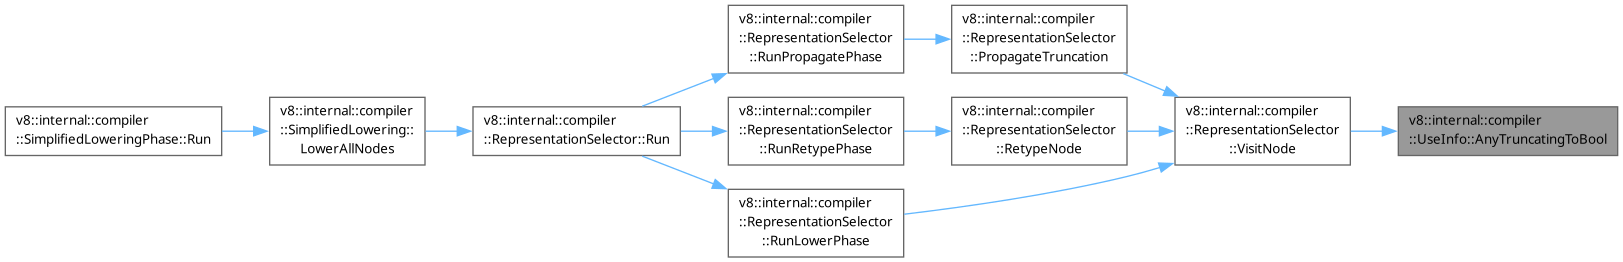 v8::internal::compiler
::SimplifiedLoweringPhase::Run
v8::internal::compiler
::SimplifiedLowering::
LowerAllNodes
v8::internal::compiler
::RepresentationSelector::Run
v8::internal::compiler
::RepresentationSelector
::RunPropagatePhase
v8::internal::compiler
::RepresentationSelector
::RunRetypePhase
v8::internal::compiler
::RepresentationSelector
::RunLowerPhase
v8::internal::compiler
::RepresentationSelector
::PropagateTruncation
v8::internal::compiler
::RepresentationSelector
::RetypeNode
v8::internal::compiler
::RepresentationSelector
::VisitNode
v8::internal::compiler
::UseInfo::AnyTruncatingToBool